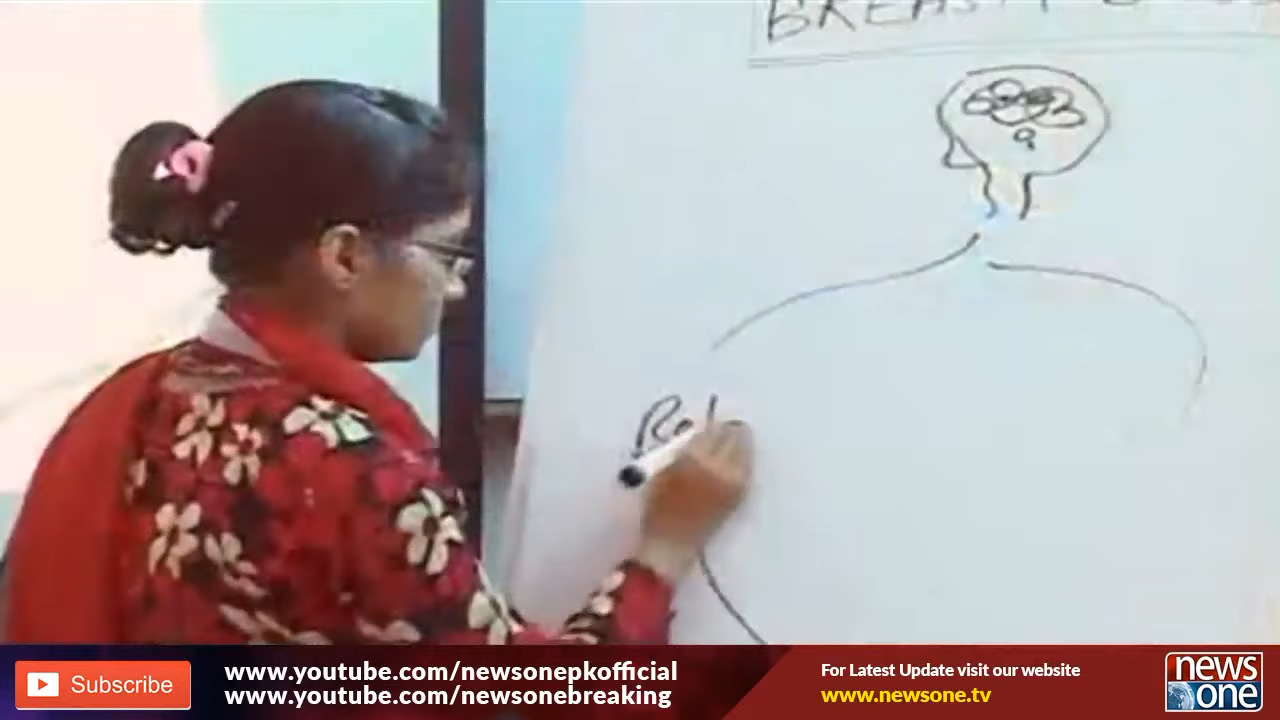 BREAST
Subscribe
www.youtube.com/newsonepkofficial
www.youtube.com/newsonebreaking
For Latest Update visit our website
www.newsone.tv
news
one